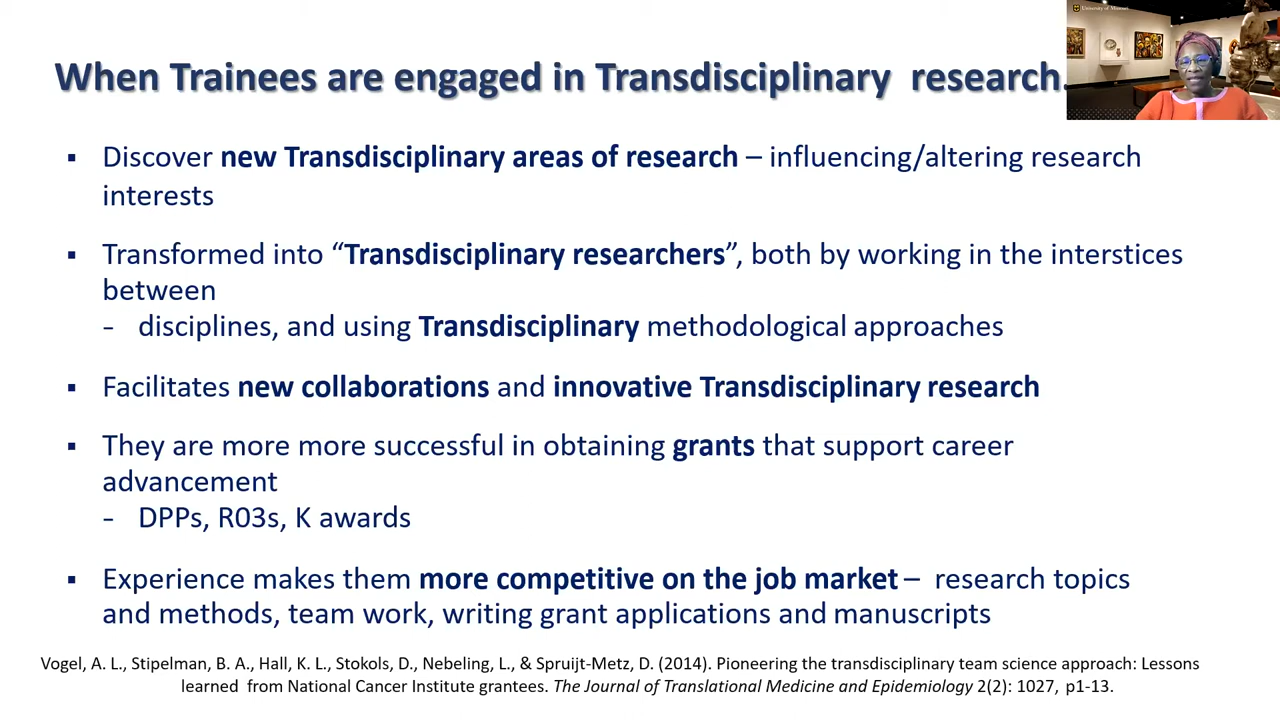 University of Missouri
When Trainees are engaged in Transdisciplinary research.
▪ Discover new Transdisciplinary areas of research – influencing/altering research
interests
▪ Transformed into “Transdisciplinary researchers”, both by working in the interstices
between
- disciplines, and using Transdisciplinary methodological approaches
▪ Facilitates new collaborations and innovative Transdisciplinary research
▪ They are more more successful in obtaining grants that support career
advancement
- DPPs, R03s, K awards
▪ Experience makes them more competitive on the job market – research topics
and methods, team work, writing grant applications and manuscripts
Vogel, A. L., Stipelman, B. A., Hall, K. L., Stokols, D., Nebeling, L., & Spruijt-Metz, D. (2014). Pioneering the transdisciplinary team science approach: Lessons
learned from National Cancer Institute grantees. The Journal of Translational Medicine and Epidemiology 2(2): 1027, p1-13.